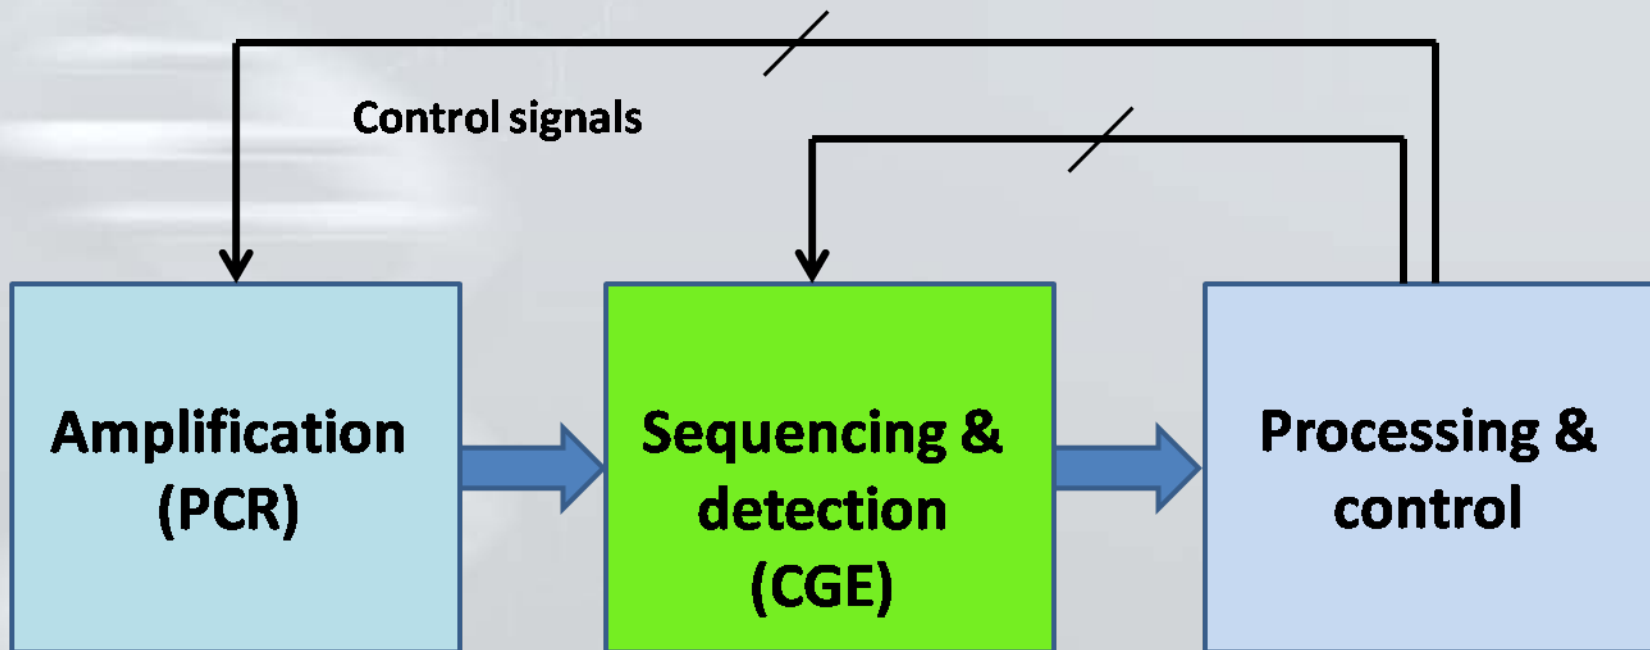 Control signals
Amplification
(PCR)
Sequencing &
detection
(CGE)
Processing &
control